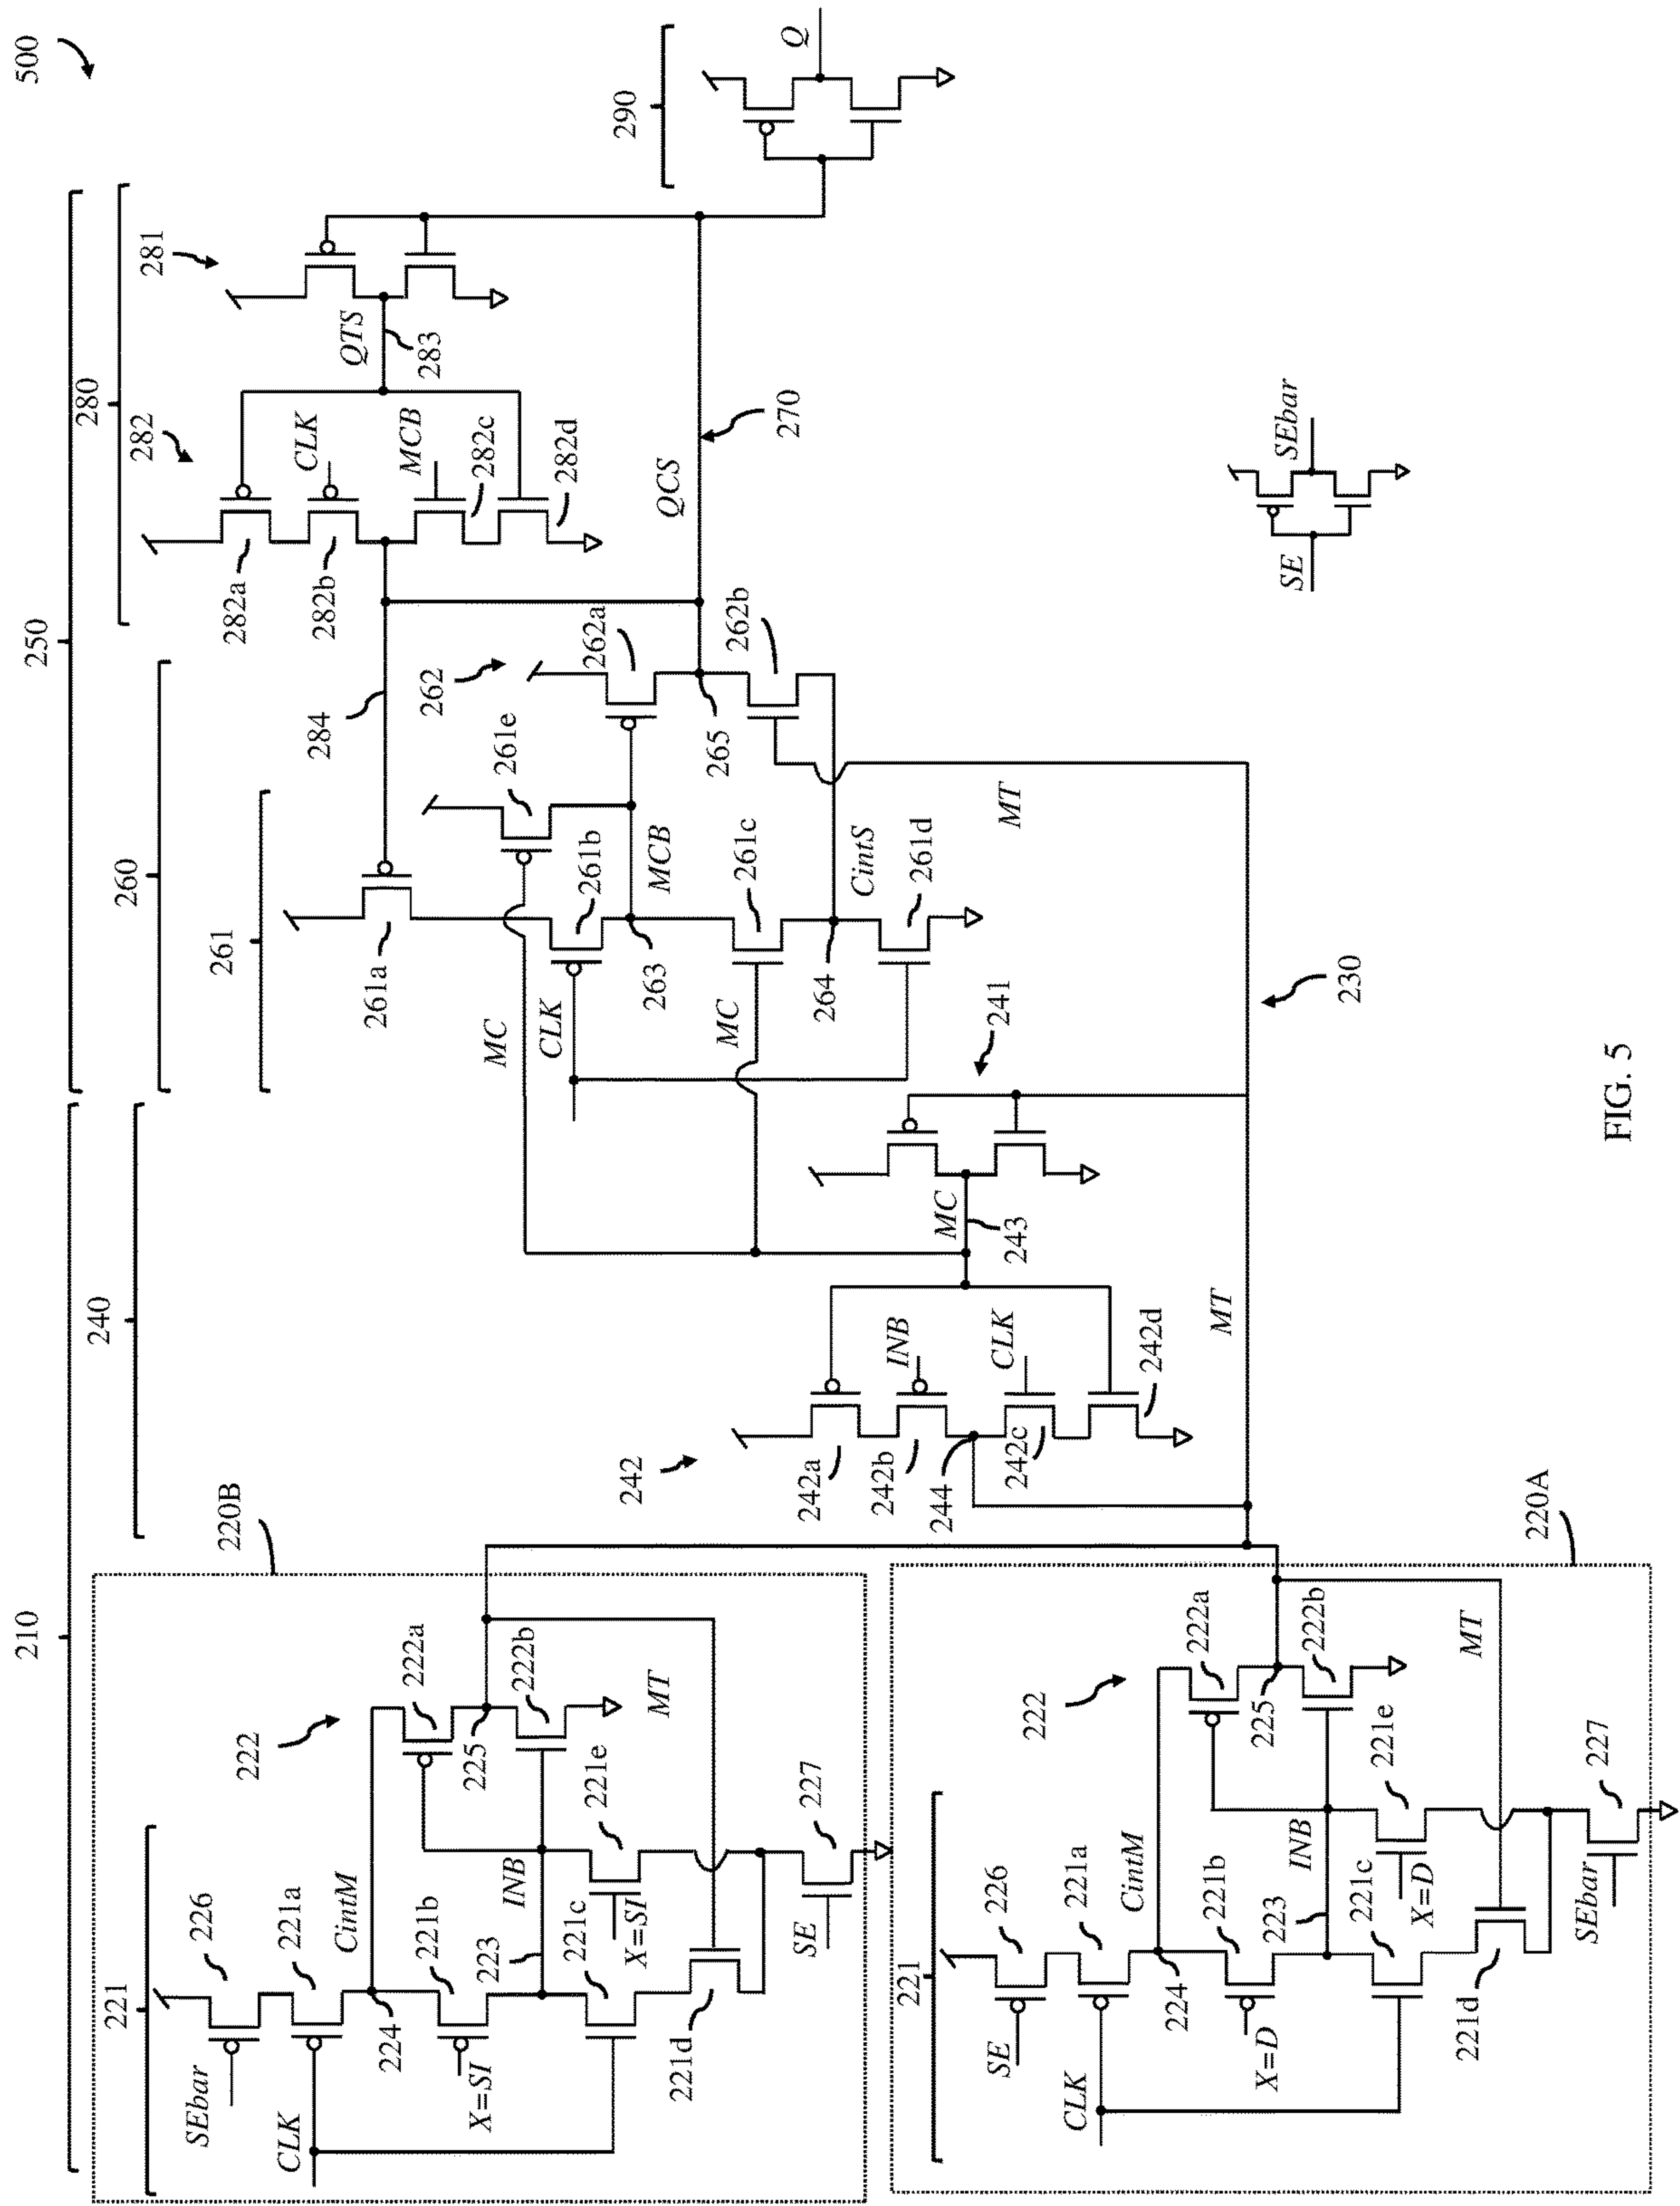 500
210
240
250
260
280
290
220B
221
222
226
SEbar
221a
CintM
CLK
224
221b
X=SI
223
INB
221c
221e
X=SI
221d
222a
225
222b
MT
SE
227
220A
221
222
226
SE
221a
CintM
CLK
224
221b
X=D
223
INB
221c
221e
X=D
221d
222a
225
222b
MT
SEbar
227
242
242a
242b
INB
244
CLK
242c
242d
MT
MC
243
241
230
261
261a
MC
CLK
261b
261e
263
MCB
MC
261c
264
CintS
261d
MT
262
262a
265
262b
284
282
282a
CLK
282b
MCB
282c
282d
QTS
283
281
QCS
270
Q
SE
SEbar
FIG. 5